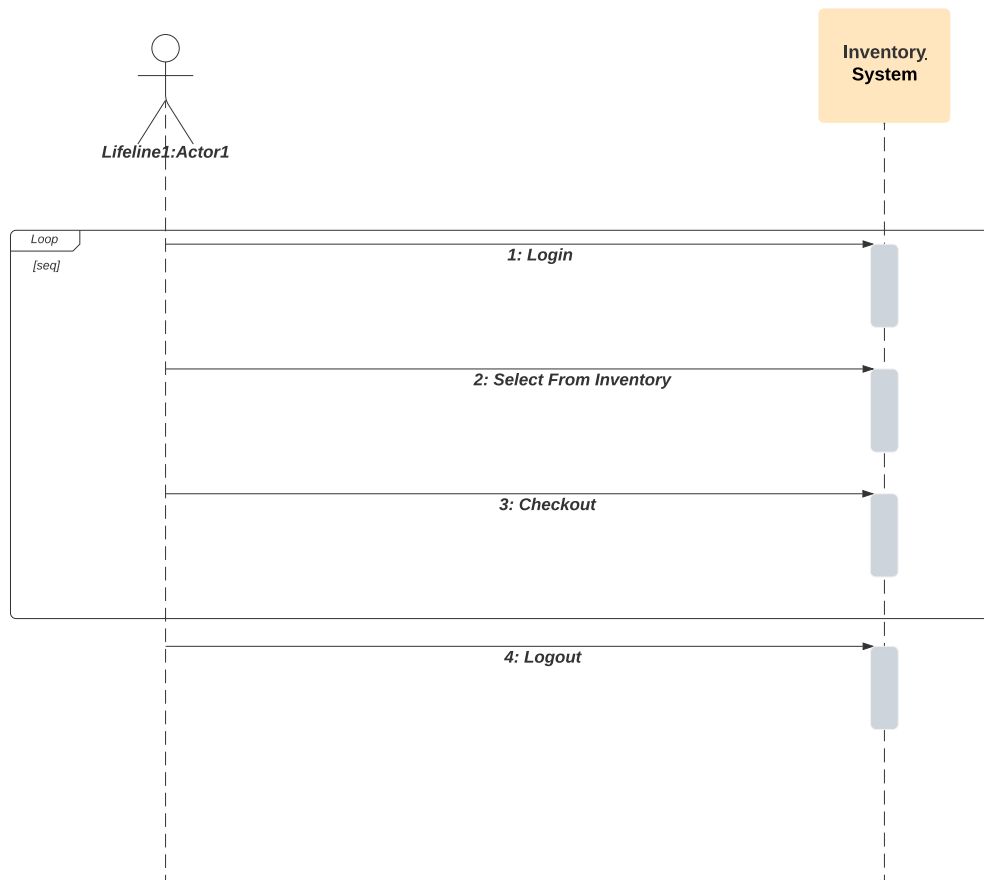 Inventory.
System
Lifeline1:Actor1
Loop
[seq]
1: Login
2: Select From Inventory
3: Checkout
4: Logout